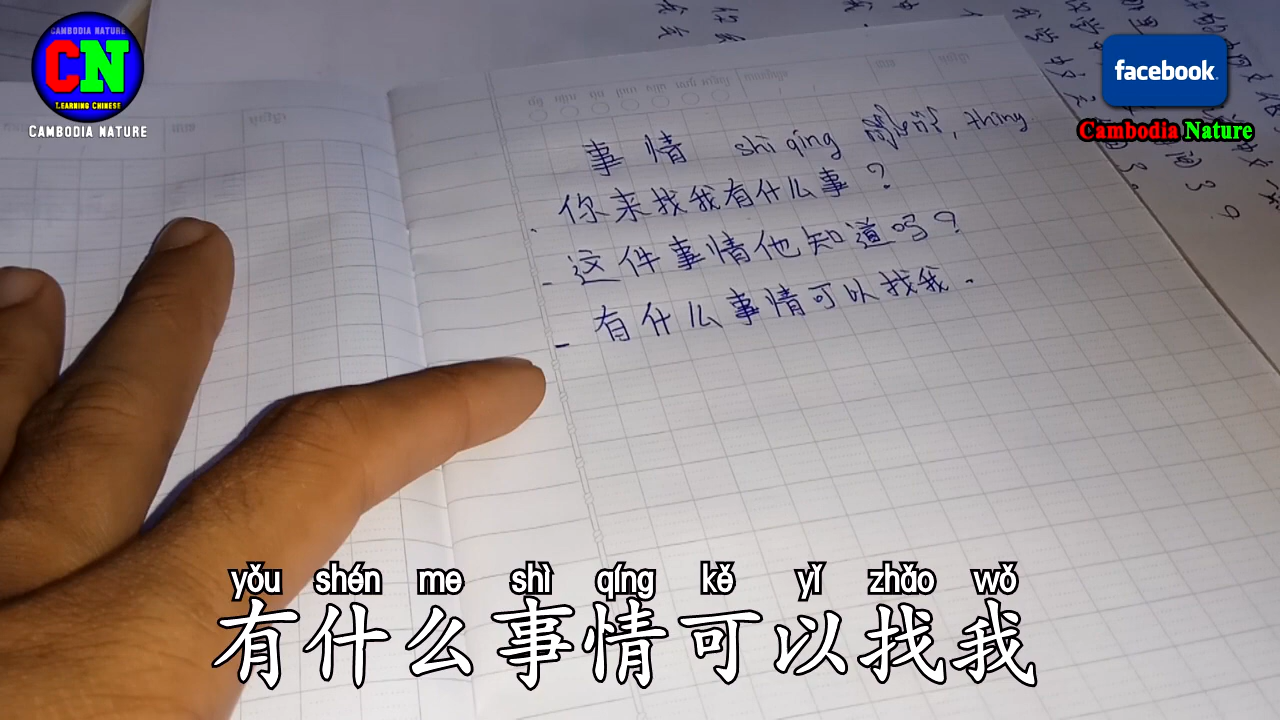 CAMBODIA NATURE
CN
LEARNING CHINESE
CAMBODIA NATURE
facebook
Cambodia Nature
事情 shì qíng , thing
你来找我有什么事?
- 这件事情他知道吗?
- 有什么事情可以找我.
yǒu shén me shì qíng kě yǐ zhǎo wǒ
有什么事情可以找我